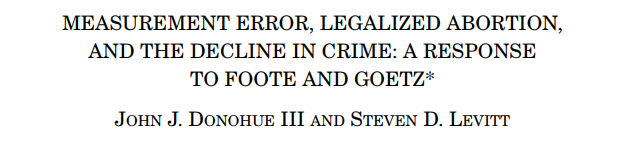 MEASUREMENT ERROR, LEGALIZED ABORTION,
AND THE DECLINE IN CRIME: A RESPONSE
TO FOOTE AND GOETZ*
JOHN J. DONOHUE III AND STEVEN D. LEVITT